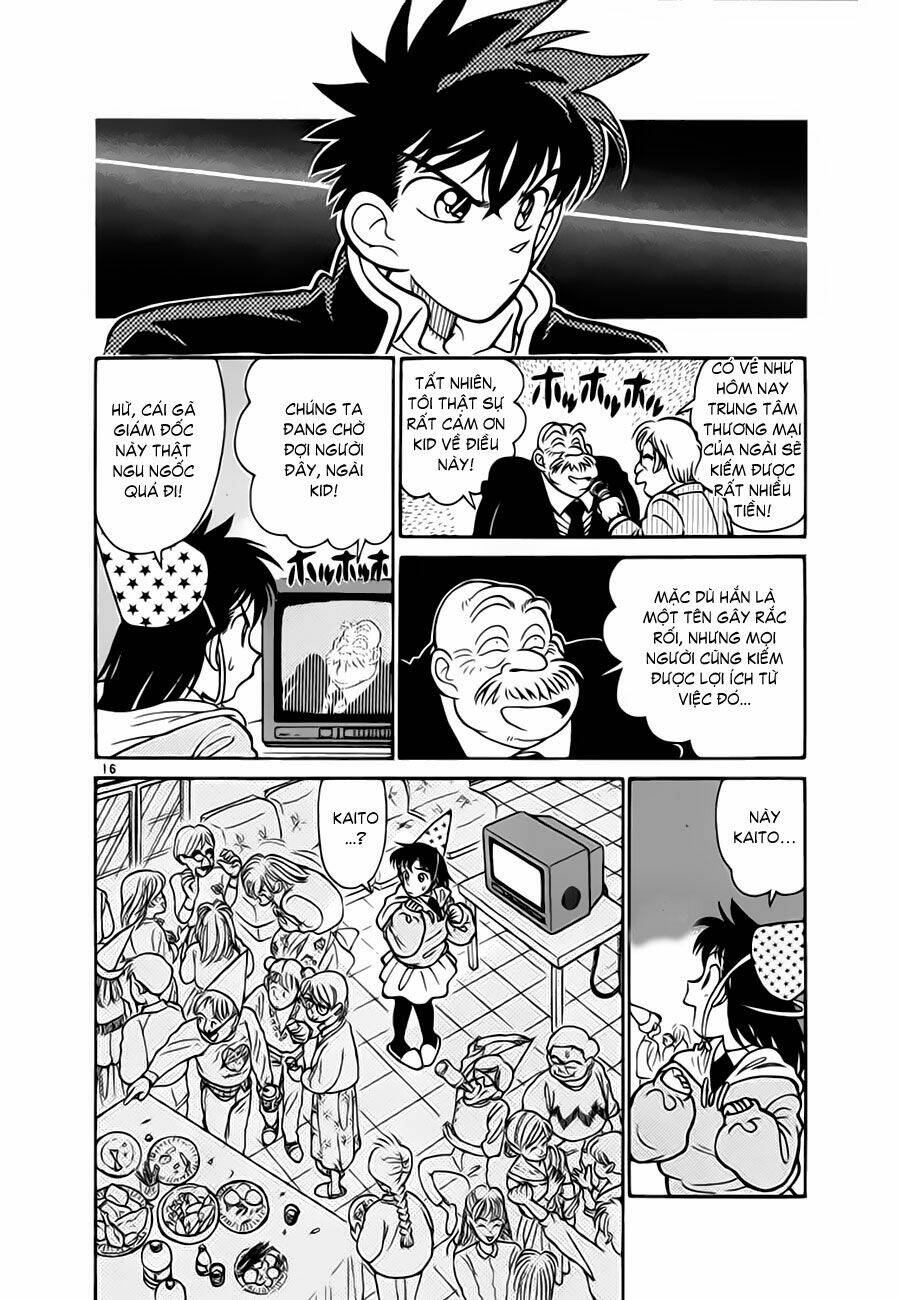 CÓ VẺ NHƯ
HÔM NAY
TRUNG TÂM
THƯƠNG MẠI
CỦA NGÀI SẼ
KIẾM ĐƯỢC
RẤT NHIỀU
TIỀN!
ホッホッホッ
TẤT NHIÊN,
TÔI THẬT SỰ
RẤT CÁM ƠN
KID VỀ ĐIỀU
NÀY!
CHÚNG TA
ĐANG CHỜ
ĐỢI NGƯỜI
ĐÂY, NGÀI
KID!
HỪ, CÁI GÃ
GIÁM ĐỐC
NÀY THẬT
NGU NGỐC
QUÁ ĐI!
ホッホッホッ
MẶC DÙ HẮN LÀ
MỘT TÊN GÂY RẮC
RỐI, NHƯNG MỌI
NGƯỜI CŨNG KIẾM
ĐƯỢC LỢI ÍCH TỪ
VIỆC ĐÓ...
16
NÀY
KAITO...
KAITO
...?